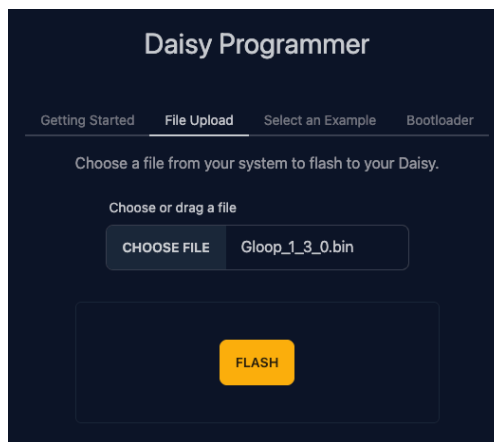 Daisy Programmer
Getting Started File Upload Select an Example Bootloader
Choose a file from your system to flash to your Daisy.
Choose or drag a file
CHOOSE FILE Gloop_1_3_0.bin
FLASH